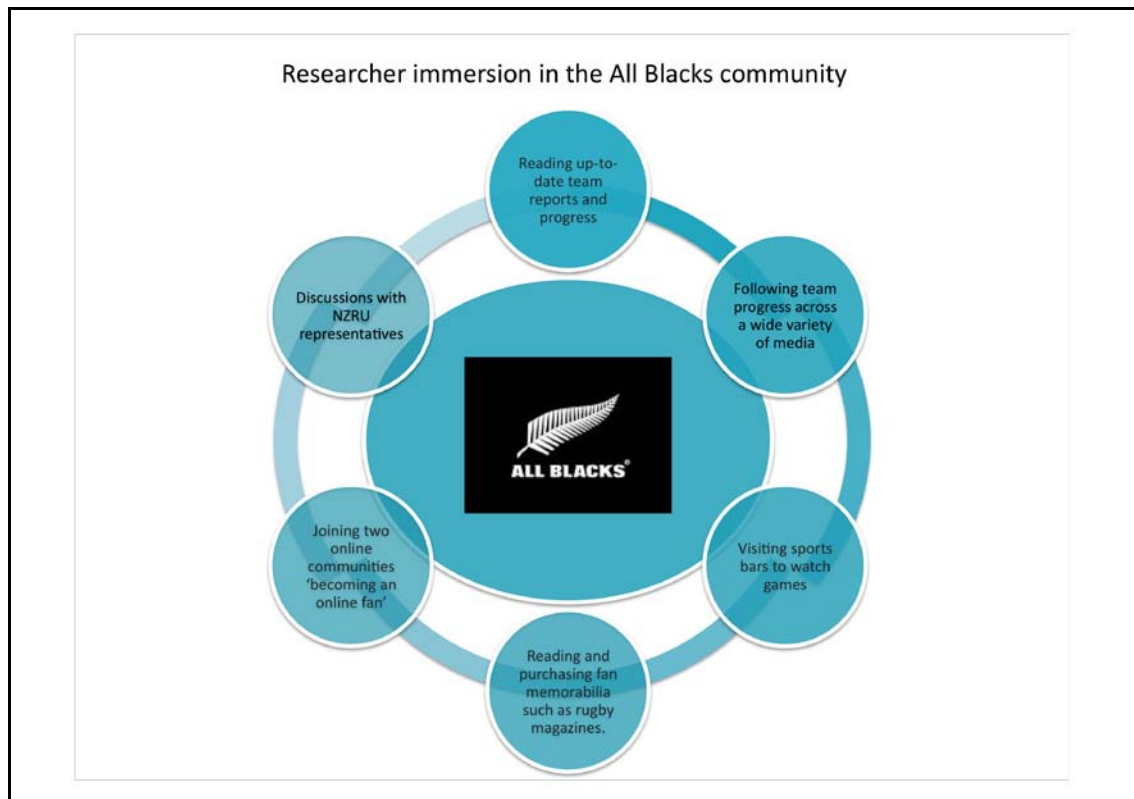 Researcher immersion in the All Blacks community
Reading up-to-
date team
reports and
progress
Following team
progress across
a wide variety
of media
Visiting sports
bars to watch
games
Reading and
purchasing fan
memorabilia
such as rugby
magazines.
Joining two
online
communities
‘becoming an
online fan’
Discussions with
NZRU
representatives
ALL BLACKS®